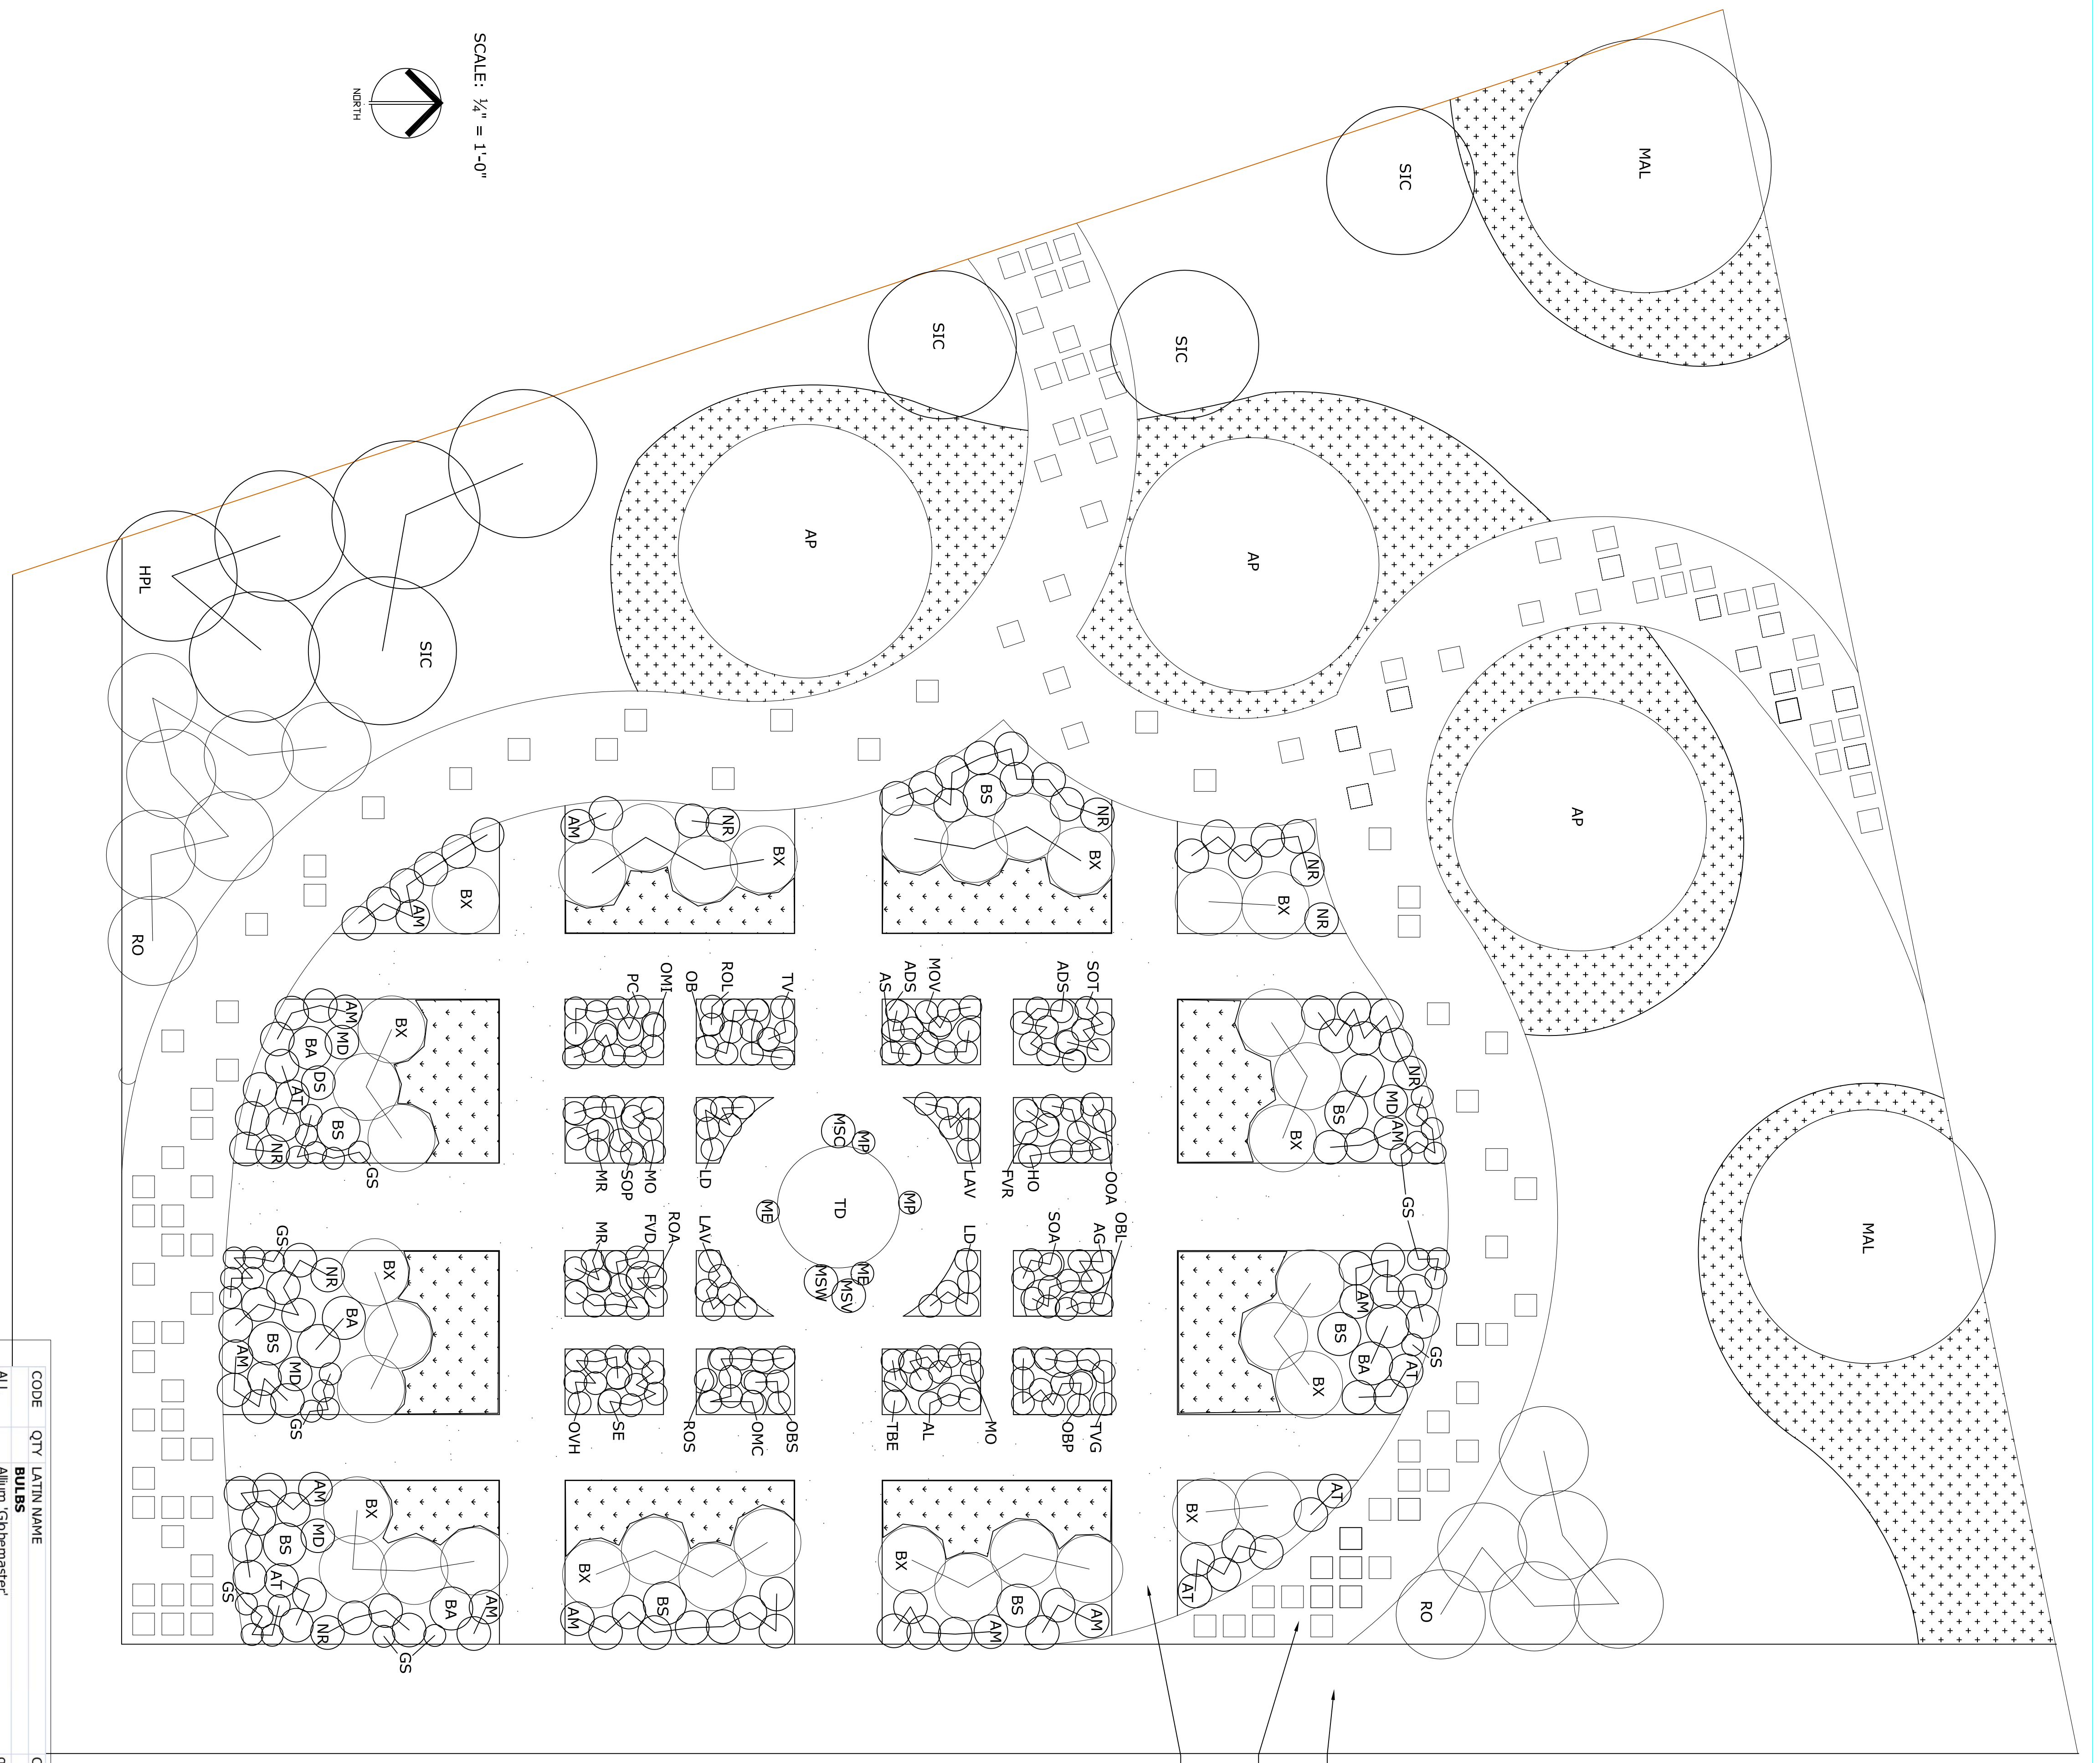 SCALE: ¼" = 1'-0"
NORTH
MAL
SIC
SIC
SIC
AP
AP
HPL
SIC
AP
RO
BS
NR
AM
NR
BX
BX
NR
AM
BX
BX
NR
OMI
PC
OB
ROL
TV
AS
ADS
MOV
ADS
SOT
AM
BX
MD
BA
DS
AT
BS
NR
GS
NR
MD
AM
BS
BX
MR
SOP
MO
LD
MSC
MP
LAV
FVR
HO
OOA
GS
ME
TD
MP
MAL
GS
NR
BX
BA
BS
AM
MD
GS
MR
FVD
ROA
LAV
ME
MSW
MSV
LD
SOA
AG
OBL
AM
BS
BA
GS
AT
BX
OVH
SE
ROS
OMC
OBS
TBE
AL
MO
OBP
TVG
AM
BX
MD
BS
AT
GS
BA
AM
NR
GS
BX
BS
AM
BX
BS
AM
AM
BX
AT
AT
RO
CODE QTY LATIN NAME
BULBS
ALL Allium 'Globemaster'